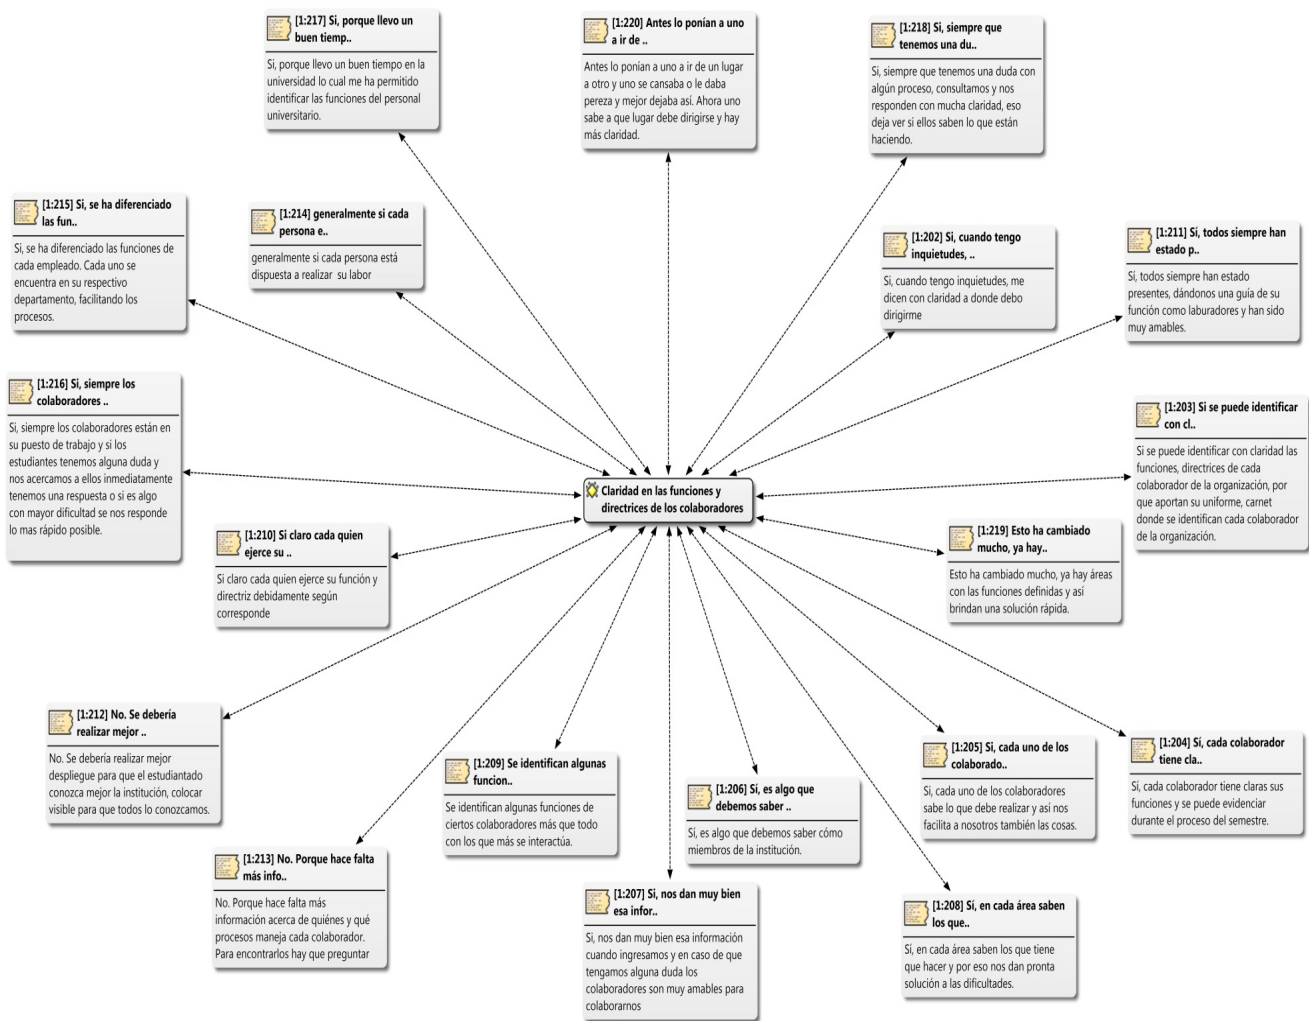 [1:217] Si, porque llevo un
buen tiemp..
Si, porque llevo un buen tiempo en la
universidad lo cual me ha permitido
identificar las funciones del personal
universitario.
[1:220] Antes lo ponían a uno
a ir de ..
Antes lo ponían a uno a ir de un lugar
a otro y uno se cansaba o le daba
pereza y mejor dejaba así. Ahora uno
sabe a que lugar debe dirigirse y hay
más claridad.
[1:218] Si, siempre que
tenemos una du..
Si, siempre que tenemos una duda con
algún proceso, consultamos y nos
responden con mucha claridad, eso
deja ver si ellos saben lo que están
haciendo.
[1:215] Si, se ha diferenciado
las fun..
Si, se ha diferenciado las funciones de
cada empleado. Cada uno se
encuentra en su respectivo
departamento, facilitando los
procesos.
[1:214] generalmente si cada
persona e..
generalmente si cada persona está
dispuesta a realizar su labor
[1:202] Si, cuando tengo
inquietudes, ..
Si, cuando tengo inquietudes, me
dicen con claridad a donde debo
dirigirme
[1:211] Sí, todos siempre han
estado p..
Sí, todos siempre han estado
presentes, dándonos una guía de su
función como laburadores y han sido
muy amables.
[1:216] Si, siempre los
colaboradores ..
Si, siempre los colaboradores están en
su puesto de trabajo y si los
estudiantes tenemos alguna duda y
nos acercamos a ellos inmediatamente
tenemos una respuesta o si es algo
con mayor dificultad se nos responde
lo mas rápido posible.
[1:203] Si se puede identificar
con cl..
Si se puede identificar con claridad las
funciones, directrices de cada
colaborador de la organización, por
que aportan su uniforme, carnet
donde se identifican cada colaborador
de la organización.
Claridad en las funciones y
directrices de los colaboradores
[1:210] Si claro cada quien
ejerce su ..
Si claro cada quien ejerce su función y
directriz debidamente según
corresponde
[1:219] Esto ha cambiado
mucho, ya hay..
Esto ha cambiado mucho, ya hay áreas
con las funciones definidas y así
brindan una solución rápida.
[1:212] No. Se debería
realizar mejor ..
No. Se debería realizar mejor
despliegue para que el estudiantado
conozca mejor la institución, colocar
visible para que todos lo conozcamos.
[1:209] Se identifican algunas
funcion..
Se identifican algunas funciones de
ciertos colaboradores más que todo
con los que más se interactúa.
[1:206] Sí, es algo que
debemos saber ..
Sí, es algo que debemos saber cómo
miembros de la institución.
[1:205] Si, cada uno de los
colaborado..
Si, cada uno de los colaboradores
sabe lo que debe realizar y asi nos
facilita a nosotros también las cosas.
[1:204] Sí, cada colaborador
tiene cla..
Sí, cada colaborador tiene claras sus
funciones y se puede evidenciar
durante el proceso del semestre.
[1:213] No. Porque hace falta
más info..
No. Porque hace falta más
información acerca de quiénes y qué
procesos maneja cada colaborador.
Para encontrarlos hay que preguntar
[1:207] Si, nos dan muy bien
esa infor..
Si, nos dan muy bien esa información
cuando ingresamos y en caso de que
tengamos alguna duda los
colaboradores son muy amables para
colaborarnos
[1:208] Sí, en cada área saben
los que..
Sí, en cada área saben los que tiene
que hacer y por eso nos dan pronta
solución a las dificultades.